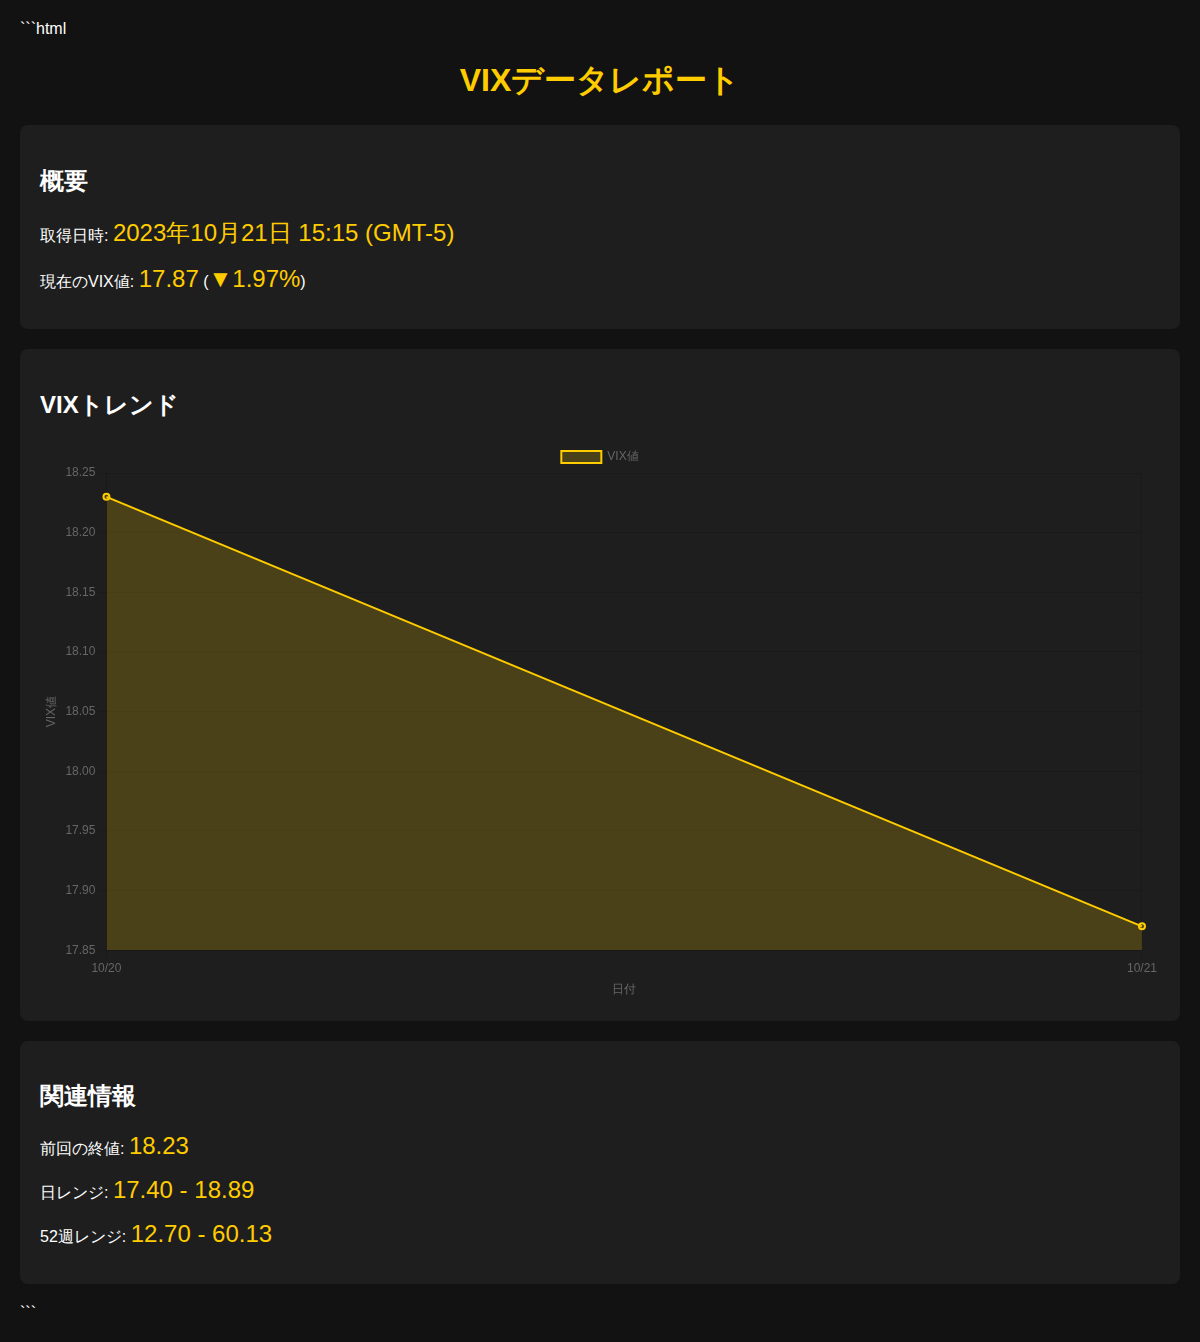 ```html
VIXデータレポート
概要
取得日時: 2023年10月21日 15:15 (GMT-5)
現在のVIX値: 17.87 (▼1.97%)
VIXトレンド
VIX値
18.25
18.20
18.15
18.10
18.05
18.00
17.95
17.90
17.85
VIX値
10/20
10/21
日付
関連情報
前回の終値: 18.23
日レンジ: 17.40 - 18.89
52週レンジ: 12.70 - 60.13
```